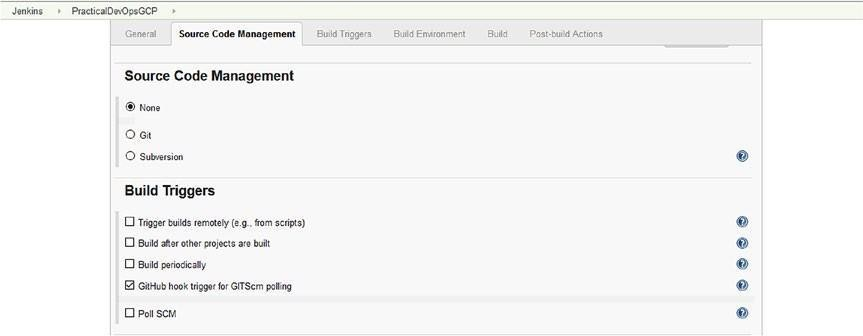 Jenkins PracticalDevOpsGCP
General Source Code Management Build Triggers Build Environment Build Post-build Actions
Source Code Management
None
Git
Subversion
Build Triggers
Trigger builds remotely (e.g., from scripts)
Build after other projects are built
Build periodically
GitHub hook trigger for GITScm polling
Poll SCM